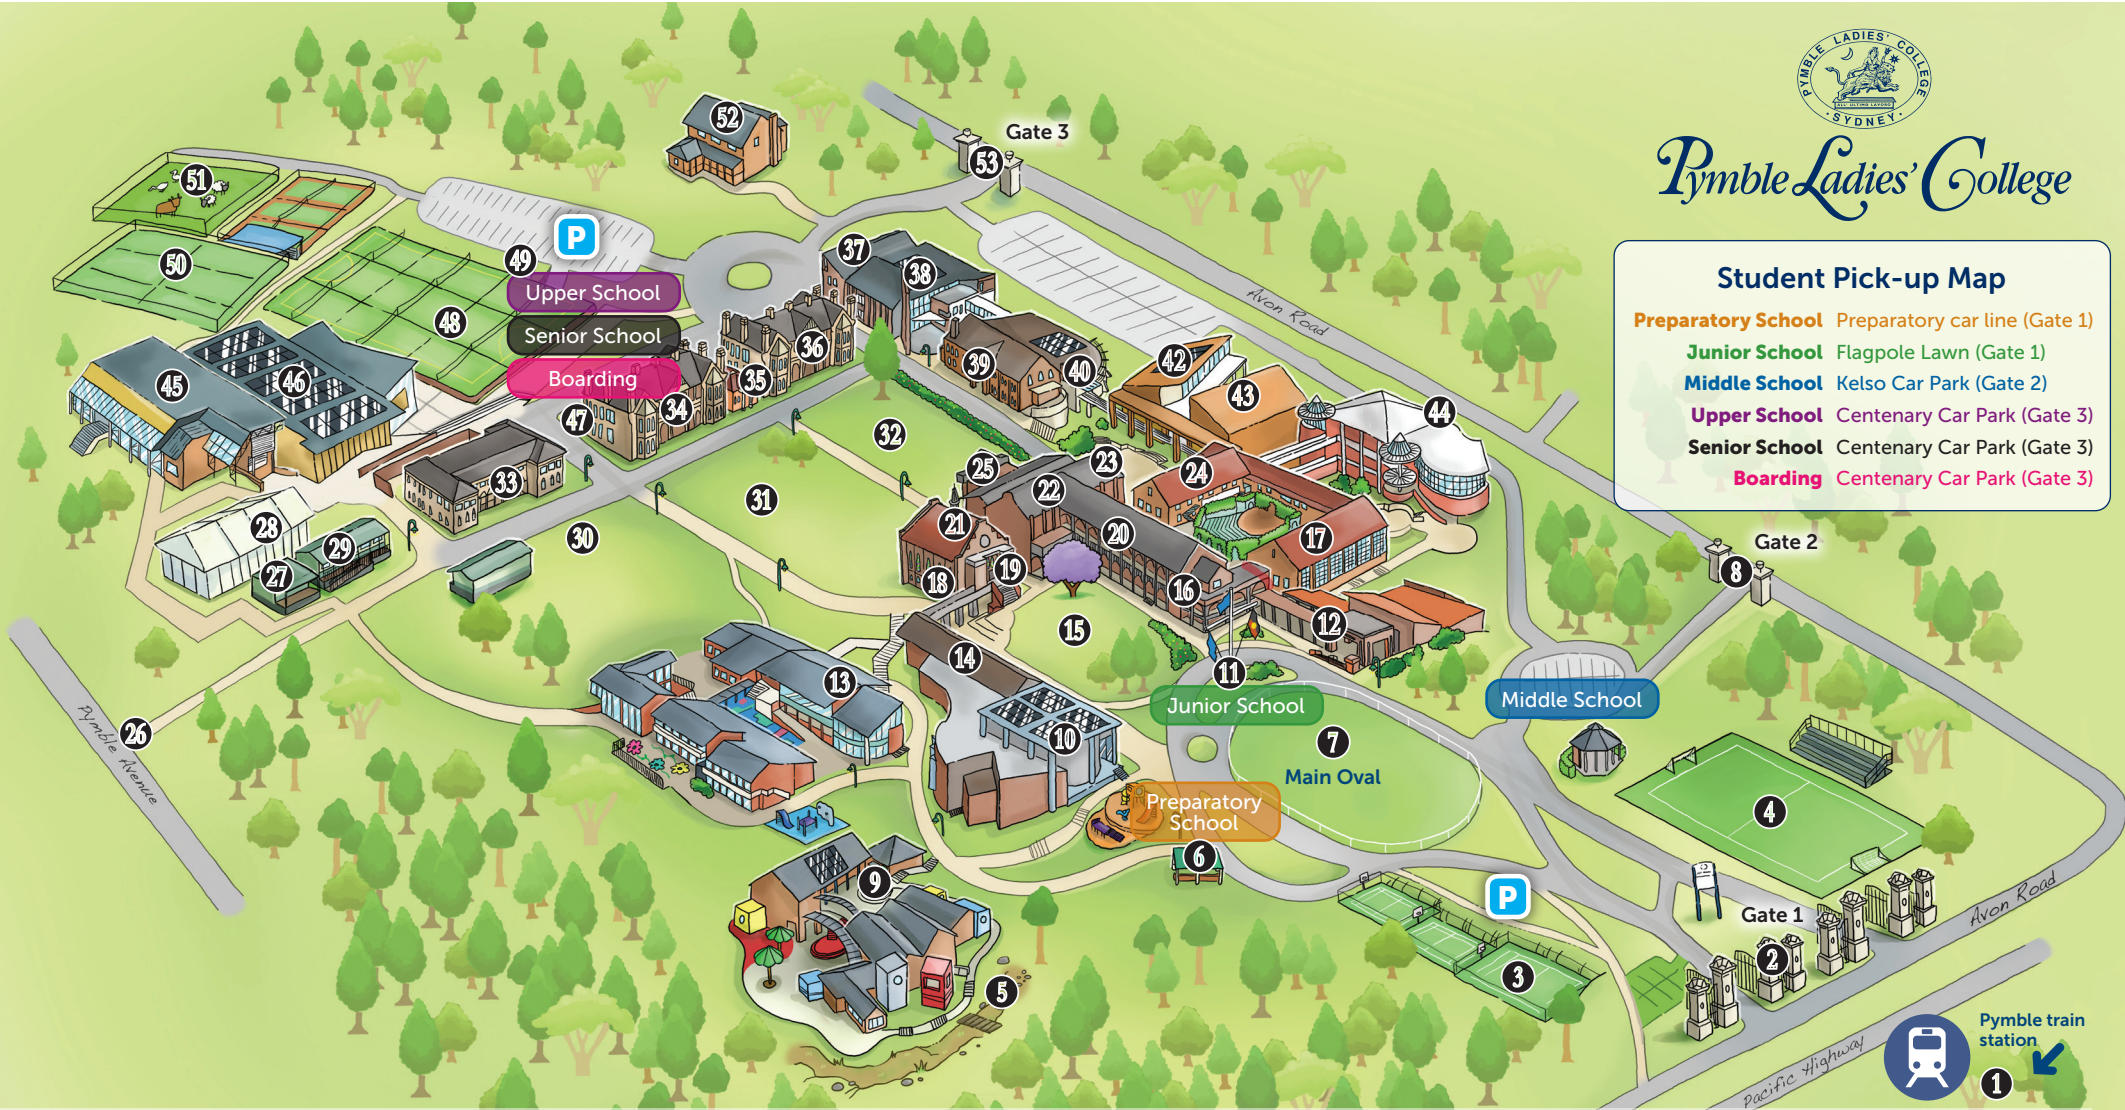 PYMBLE LADIES' COLLEGE
ALL' ULTIMO LAVORO
· SYDNEY ·
Pymble Ladies' College
Student Pick-up Map
Preparatory School Preparatory car line (Gate 1)
Junior School Flagpole Lawn (Gate 1)
Middle School Kelso Car Park (Gate 2)
Upper School Centenary Car Park (Gate 3)
Senior School Centenary Car Park (Gate 3)
Boarding Centenary Car Park (Gate 3)
52
Gate 3
53
51
50
49
P
Upper School
Senior School
Boarding
48
37
38
Avon Road
45
46
47
34
35
36
39
40
42
43
44
33
32
31
30
25
23
22
24
21
20
17
28
29
27
18
19
16
12
15
Gate 2
8
26
Pymble Avenue
13
14
11
Junior School
Middle School
10
7
Main Oval
4
Preparatory
School
6
9
5
P
3
Gate 1
2
Avon Road
Pacific Highway
Pymble train
station
1